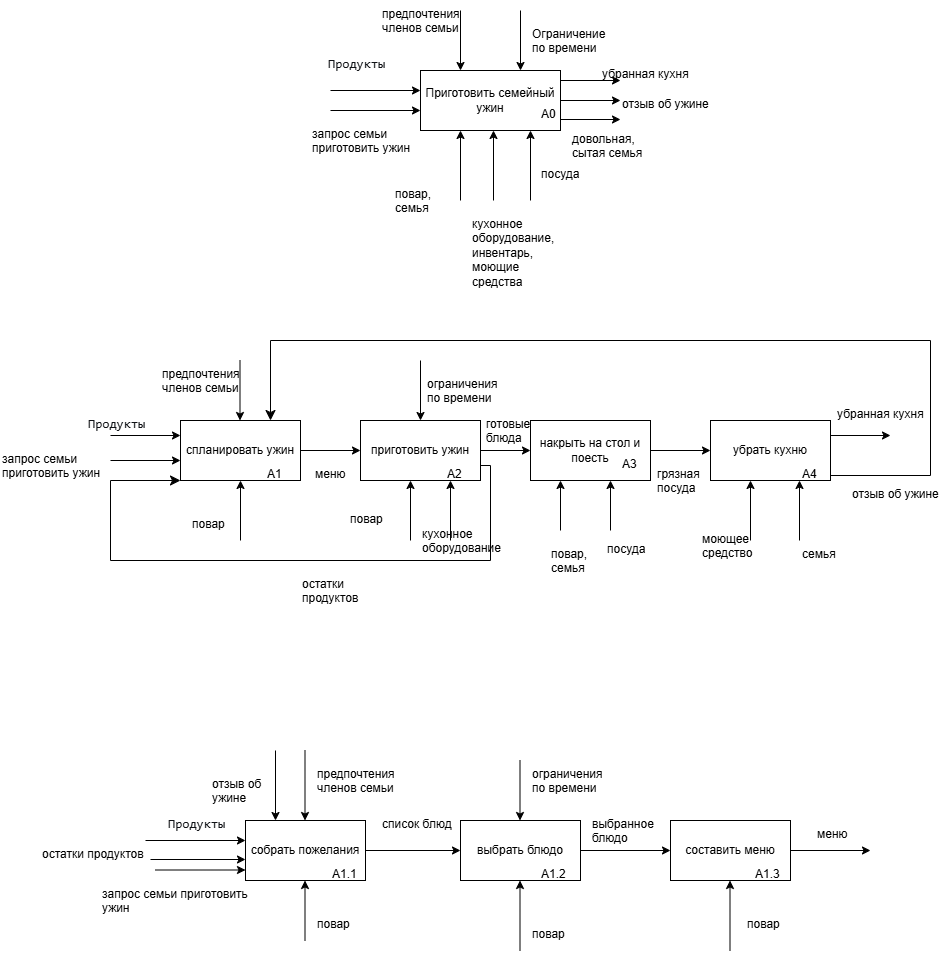 предпочтения
членов семьи
Ограничение
по времени
Продукты
убранная кухня
Приготовить семейный
ужин
A0
отзыв об ужине
запрос семьи
приготовить ужин
довольная,
сытая семья
посуда
повар,
семья
кухонное
оборудование,
инвентарь,
моющие
средства
предпочтения
членов семьи
ограничения
по времени
Продукты
готовые
блюда
убранная кухня
запрос семьи
приготовить ужин
спланировать ужин
A1
меню
приготовить ужин
A2
накрыть на стол и
поесть
A3
грязная
посуда
убрать кухню
A4
отзыв об ужине
повар
повар
кухонное
оборудование
повар,
семья
посуда
моющее
средство
семья
остатки
продуктов
отзыв об
ужине
предпочтения
членов семьи
ограничения
по времени
Продукты
список блюд
выбранное
блюдо
меню
остатки продуктов
собрать пожелания
A1.1
выбрать блюдо
A1.2
составить меню
A1.3
запрос семьи приготовить
ужин
повар
повар
повар